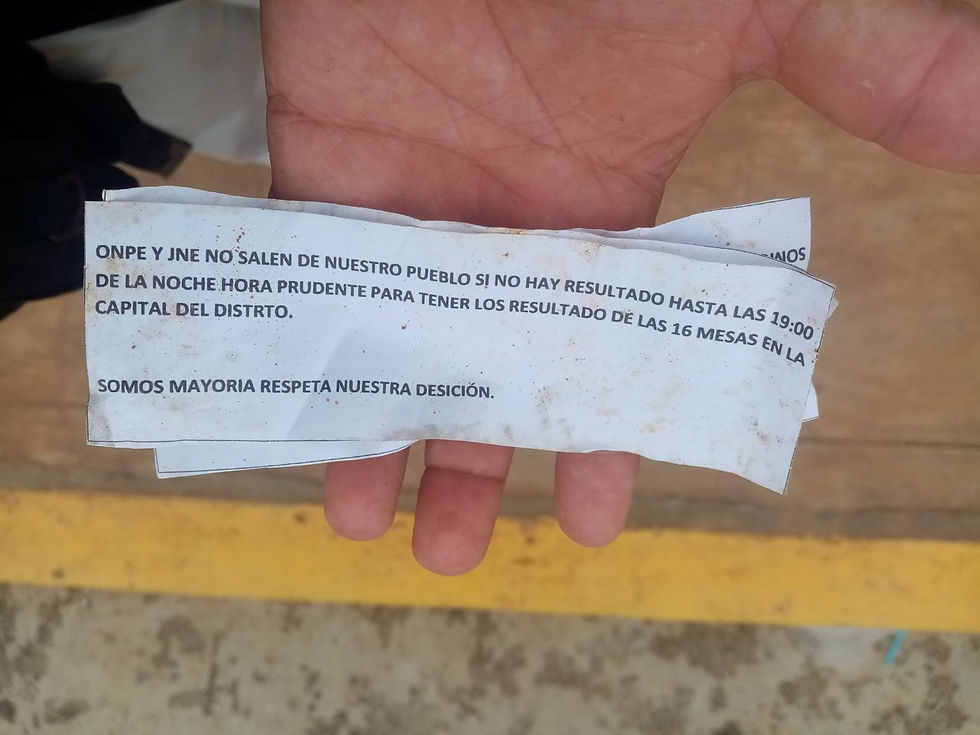 ONPE Y JNE NO SALEN DE NUESTRO PUEBLO SI NO HAY RESULTADO HASTA LAS 19:00
DE LA NOCHE HORA PRUDENTE PARA TENER LOS RESULTADO DE LAS 16 MESAS EN LA
CAPITAL DEL DISTRTO.
SOMOS MAYORIA RESPETA NUESTRA DESICIÓN.